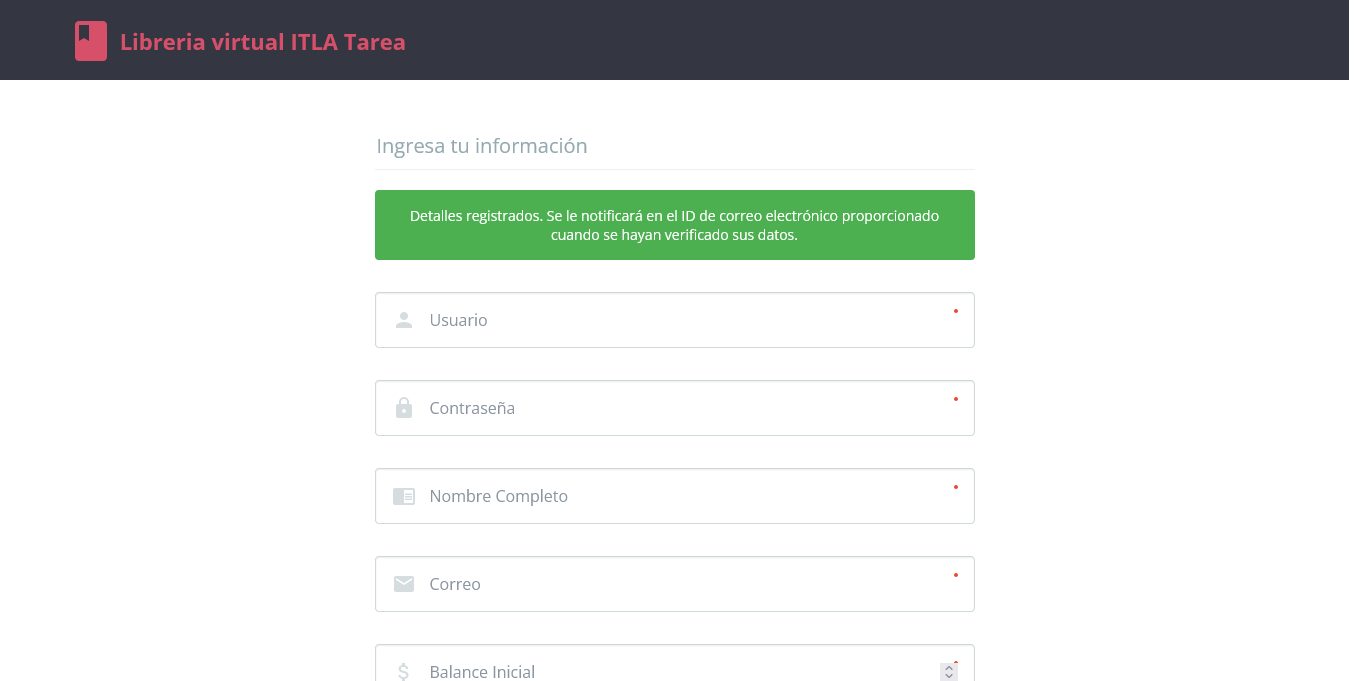 Libreria virtual ITLA Tarea
Ingresa tu información
Detalles registrados. Se le notificará en el ID de correo electrónico proporcionado
cuando se hayan verificado sus datos.
Usuario
Contraseña
Nombre Completo
Correo
Balance Inicial